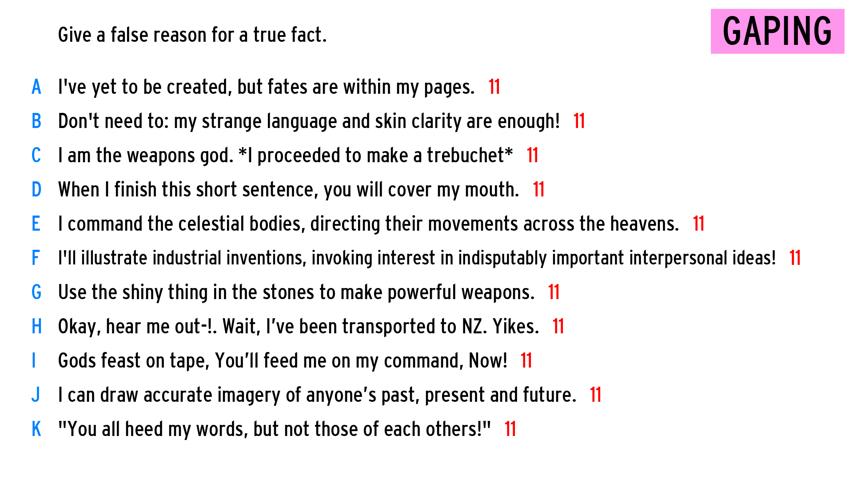 Give a false reason for a true fact.
GAPING
A I've yet to be created, but fates are within my pages. 11
B Don't need to: my strange language and skin clarity are enough! 11
C I am the weapons god. *I proceeded to make a trebuchet* 11
D When I finish this short sentence, you will cover my mouth. 11
E I command the celestial bodies, directing their movements across the heavens. 11
F I'll illustrate industrial inventions, invoking interest in indisputably important interpersonal ideas! 11
G Use the shiny thing in the stones to make powerful weapons. 11
H Okay, hear me out-!. Wait, I've been transported to NZ. Yikes. 11
I Gods feast on tape, You'll feed me on my command, Now! 11
J I can draw accurate imagery of anyone's past, present and future. 11
K "You all heed my words, but not those of each others!" 11